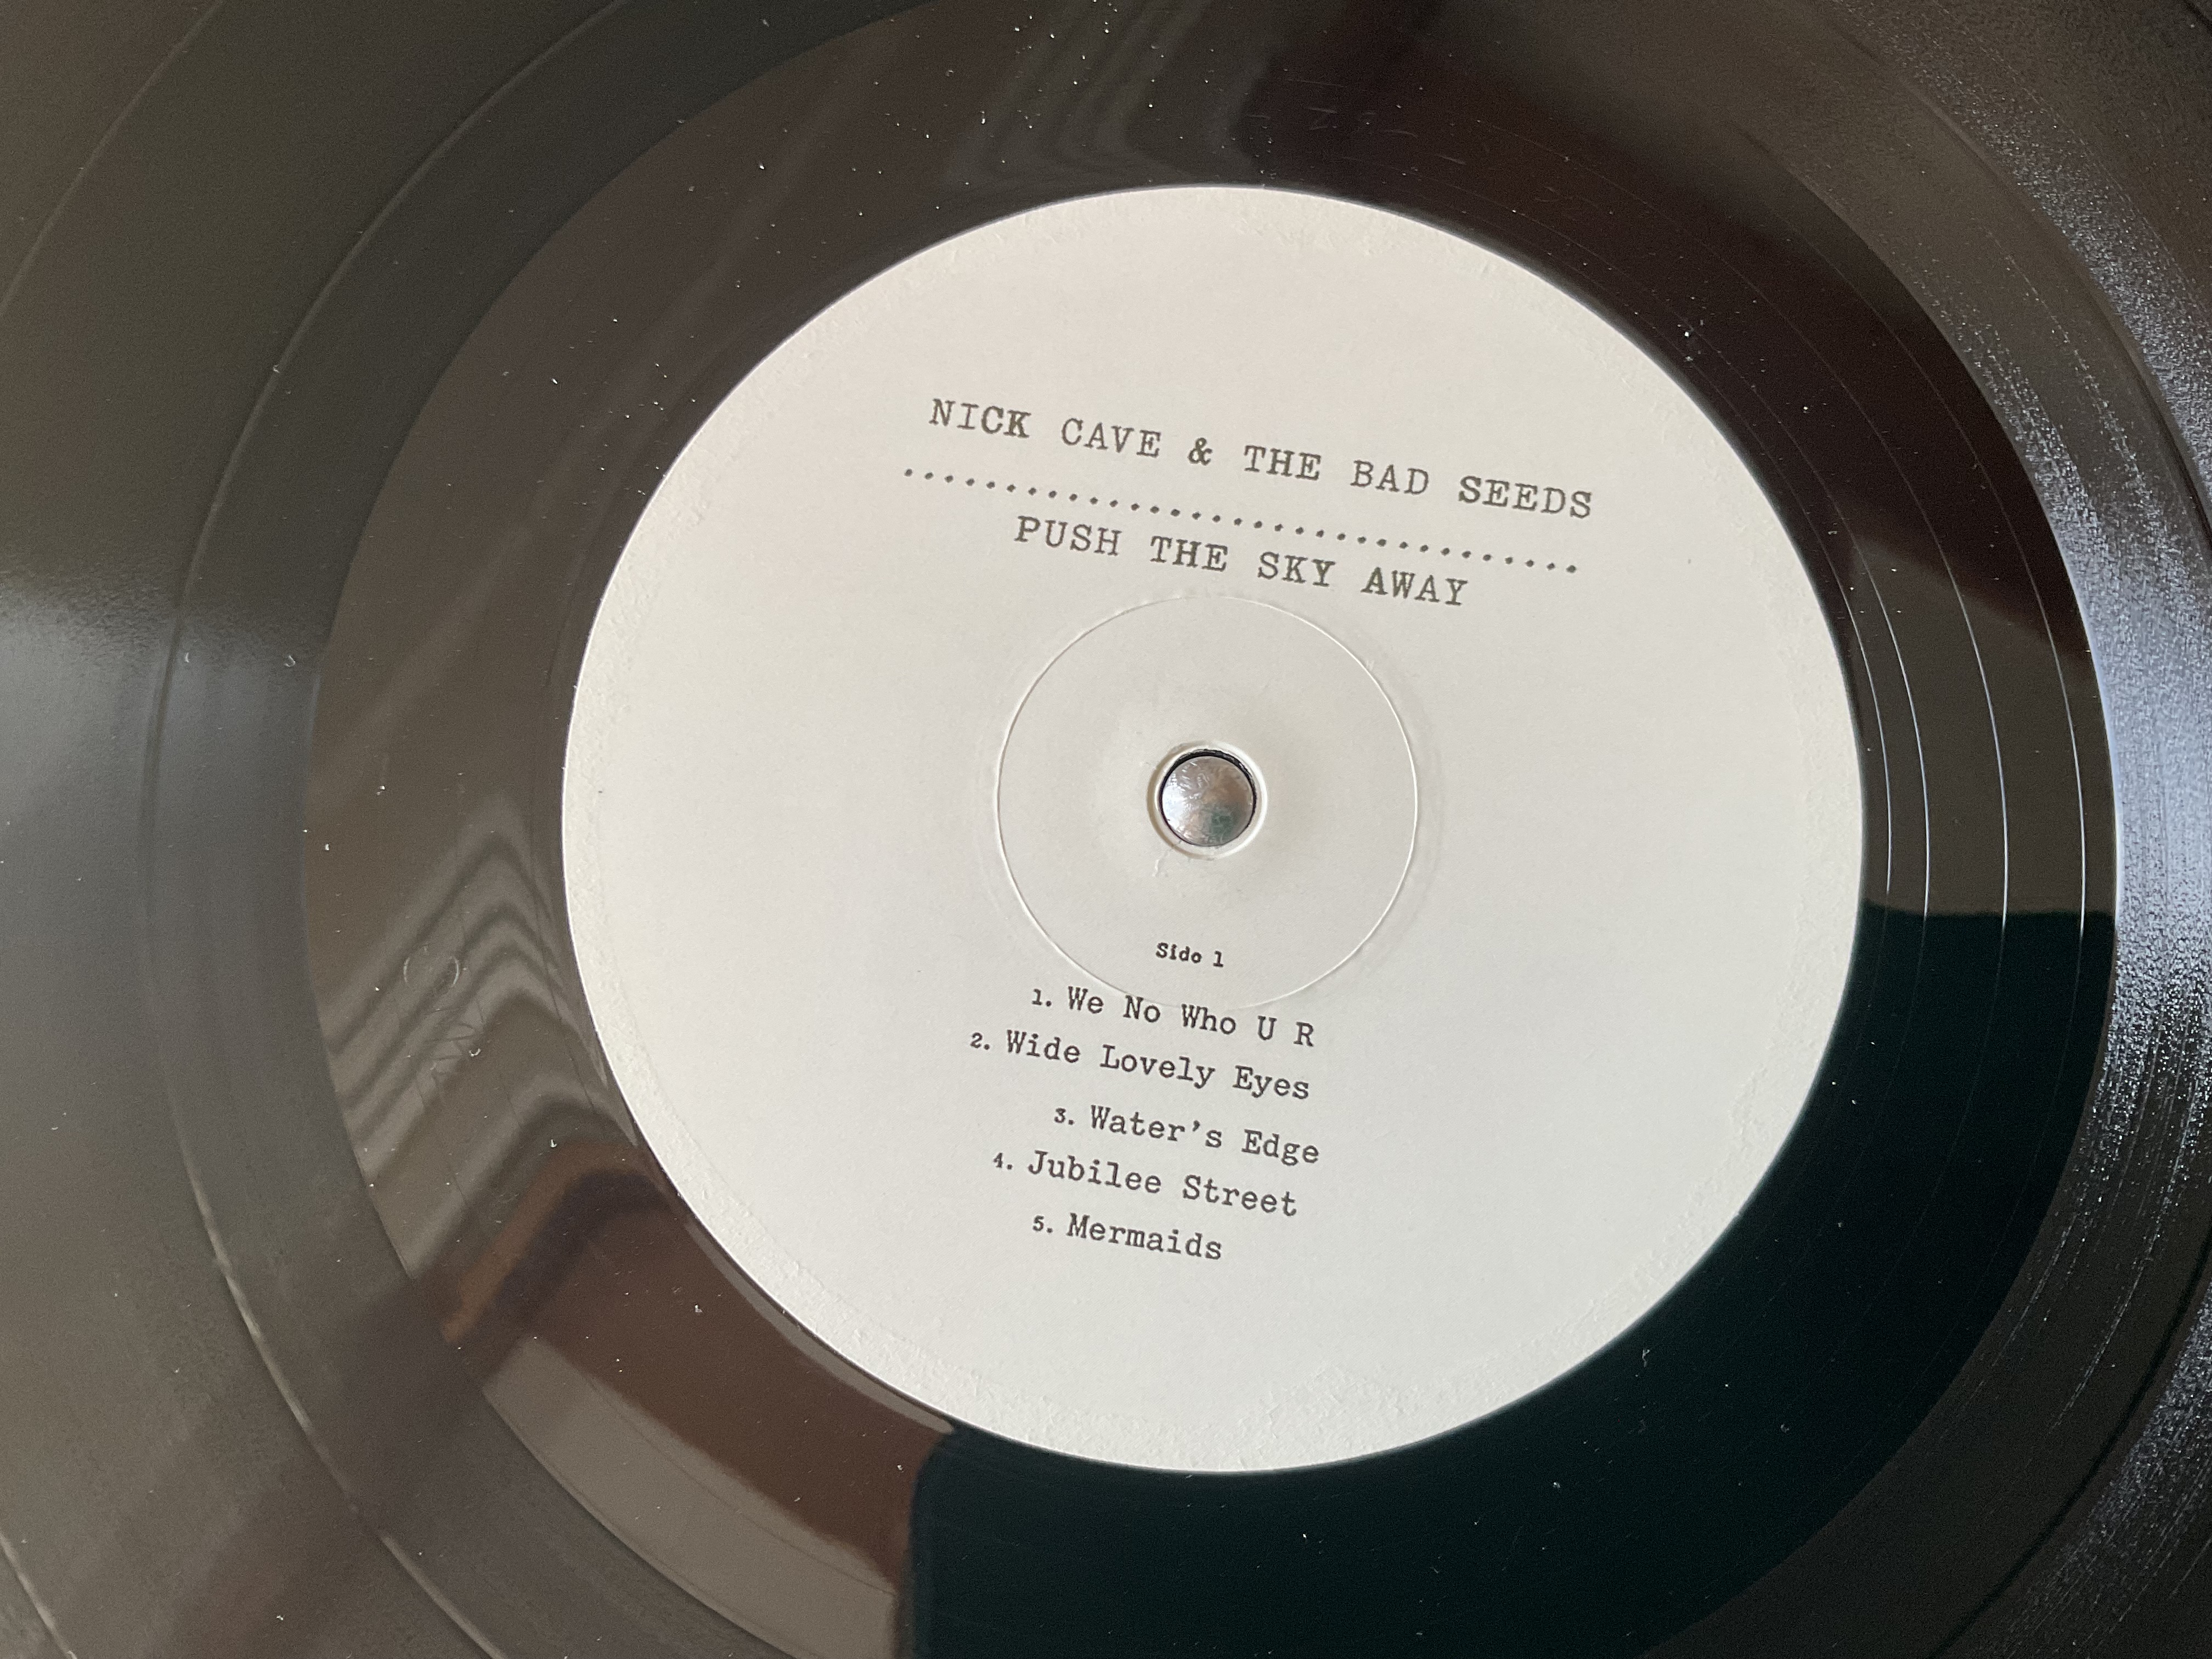 NICK CAVE & THE BAD SEEDS
.................................
PUSH THE SKY AWAY
Side 1
1. We No Who U R
2. Wide Lovely Eyes
3. Water's Edge
4. Jubilee Street
5. Mermaids